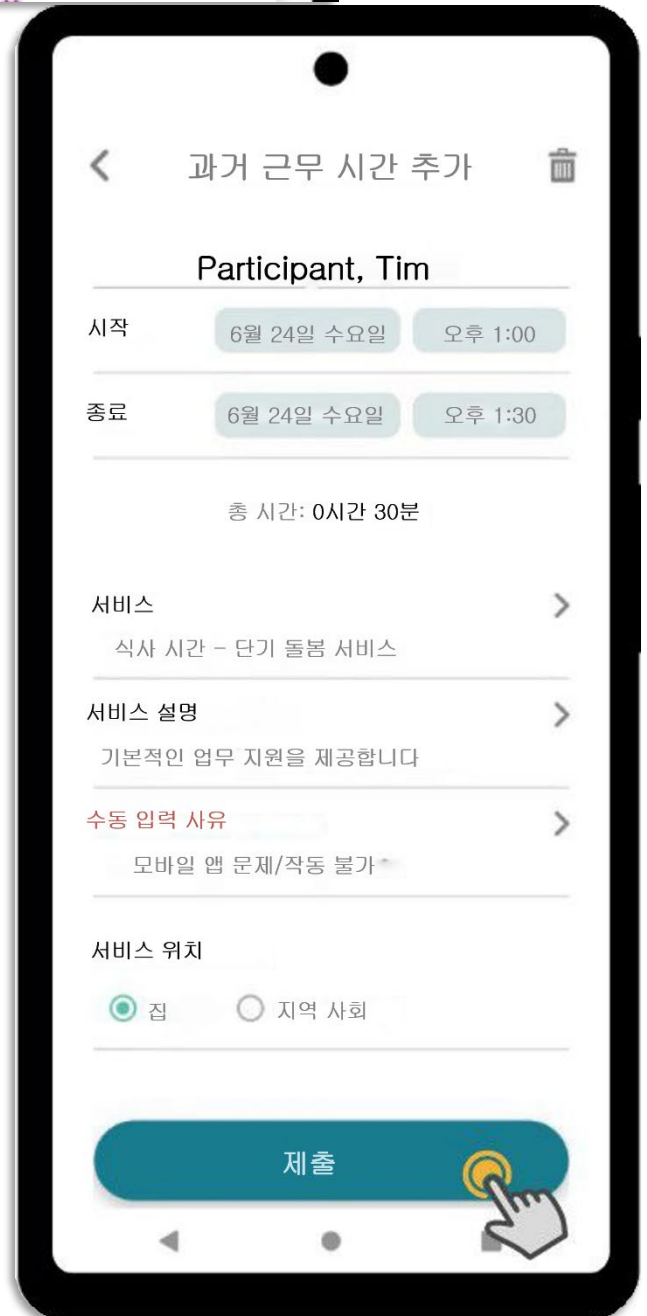 과거 근무 시간 추가
Participant, Tim
시작 6월 24일 수요일 오후 1:00
종료 6월 24일 수요일 오후 1:30
총 시간: 0시간 30분
서비스
식사 시간 - 단기 돌봄 서비스
서비스 설명
기본적인 업무 지원을 제공합니다
수동 입력 사유
모바일 앱 문제/작동 불가
서비스 위치
집 지역 사회
제출